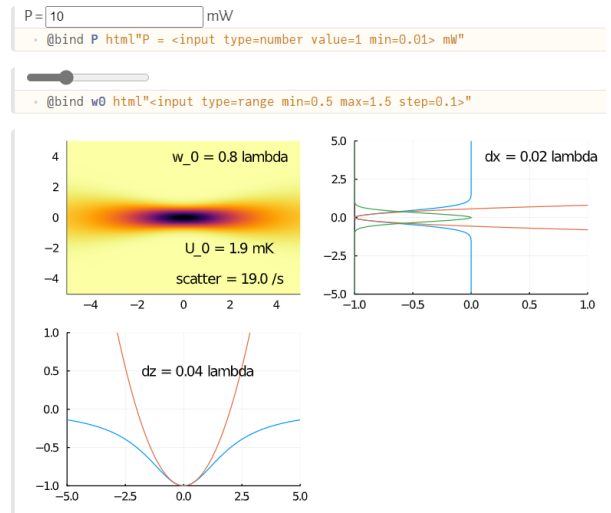 P = 10 mW
@bind P html"P = <input type=number value=1 min=0.01> mW"
@bind w0 html"<input type=range min=0.5 max=1.5 step=0.1>"
w_0 = 0.8 lambda
U_0 = 1.9 mK
scatter = 19.0 /s
4
2
0
−2
−4
−4 −2 0 2 4
dx = 0.02 lambda
5.0
2.5
0.0
−2.5
−5.0
−1.0 −0.5 0.0 0.5 1.0
dz = 0.04 lambda
1.0
0.5
0.0
−0.5
−1.0
−5.0 −2.5 0.0 2.5 5.0